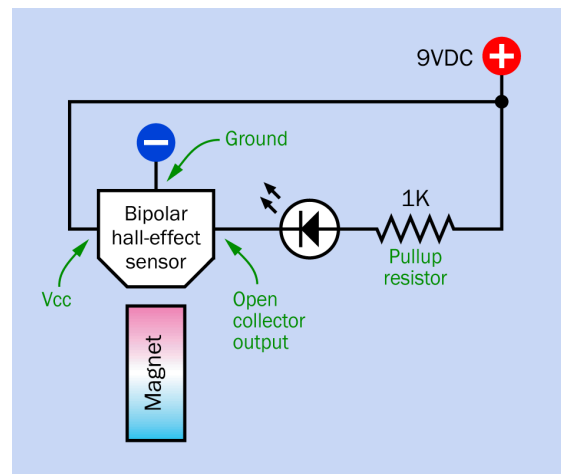 9VDC
+
−
Ground
1K
Bipolar
hall-effect
sensor
Pullup
resistor
Vcc
Open
collector
output
Magnet